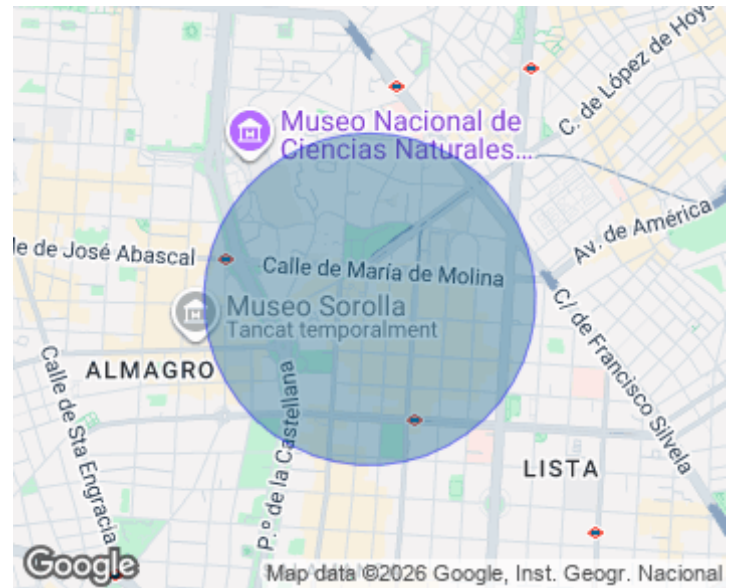 C. de López de Hoyo
Museo Nacional de
Ciencias Naturales...
Av. de América
le de José Abascal
Calle de María de Molina
Museo Sorolla
Tancat temporalment
C/ de Francisco Silvela
ALMAGRO
Calle de Sta Engracia
P.º de la Castellana
LISTA
Google
Map data ©2026 Google, Inst. Geogr. Nacional